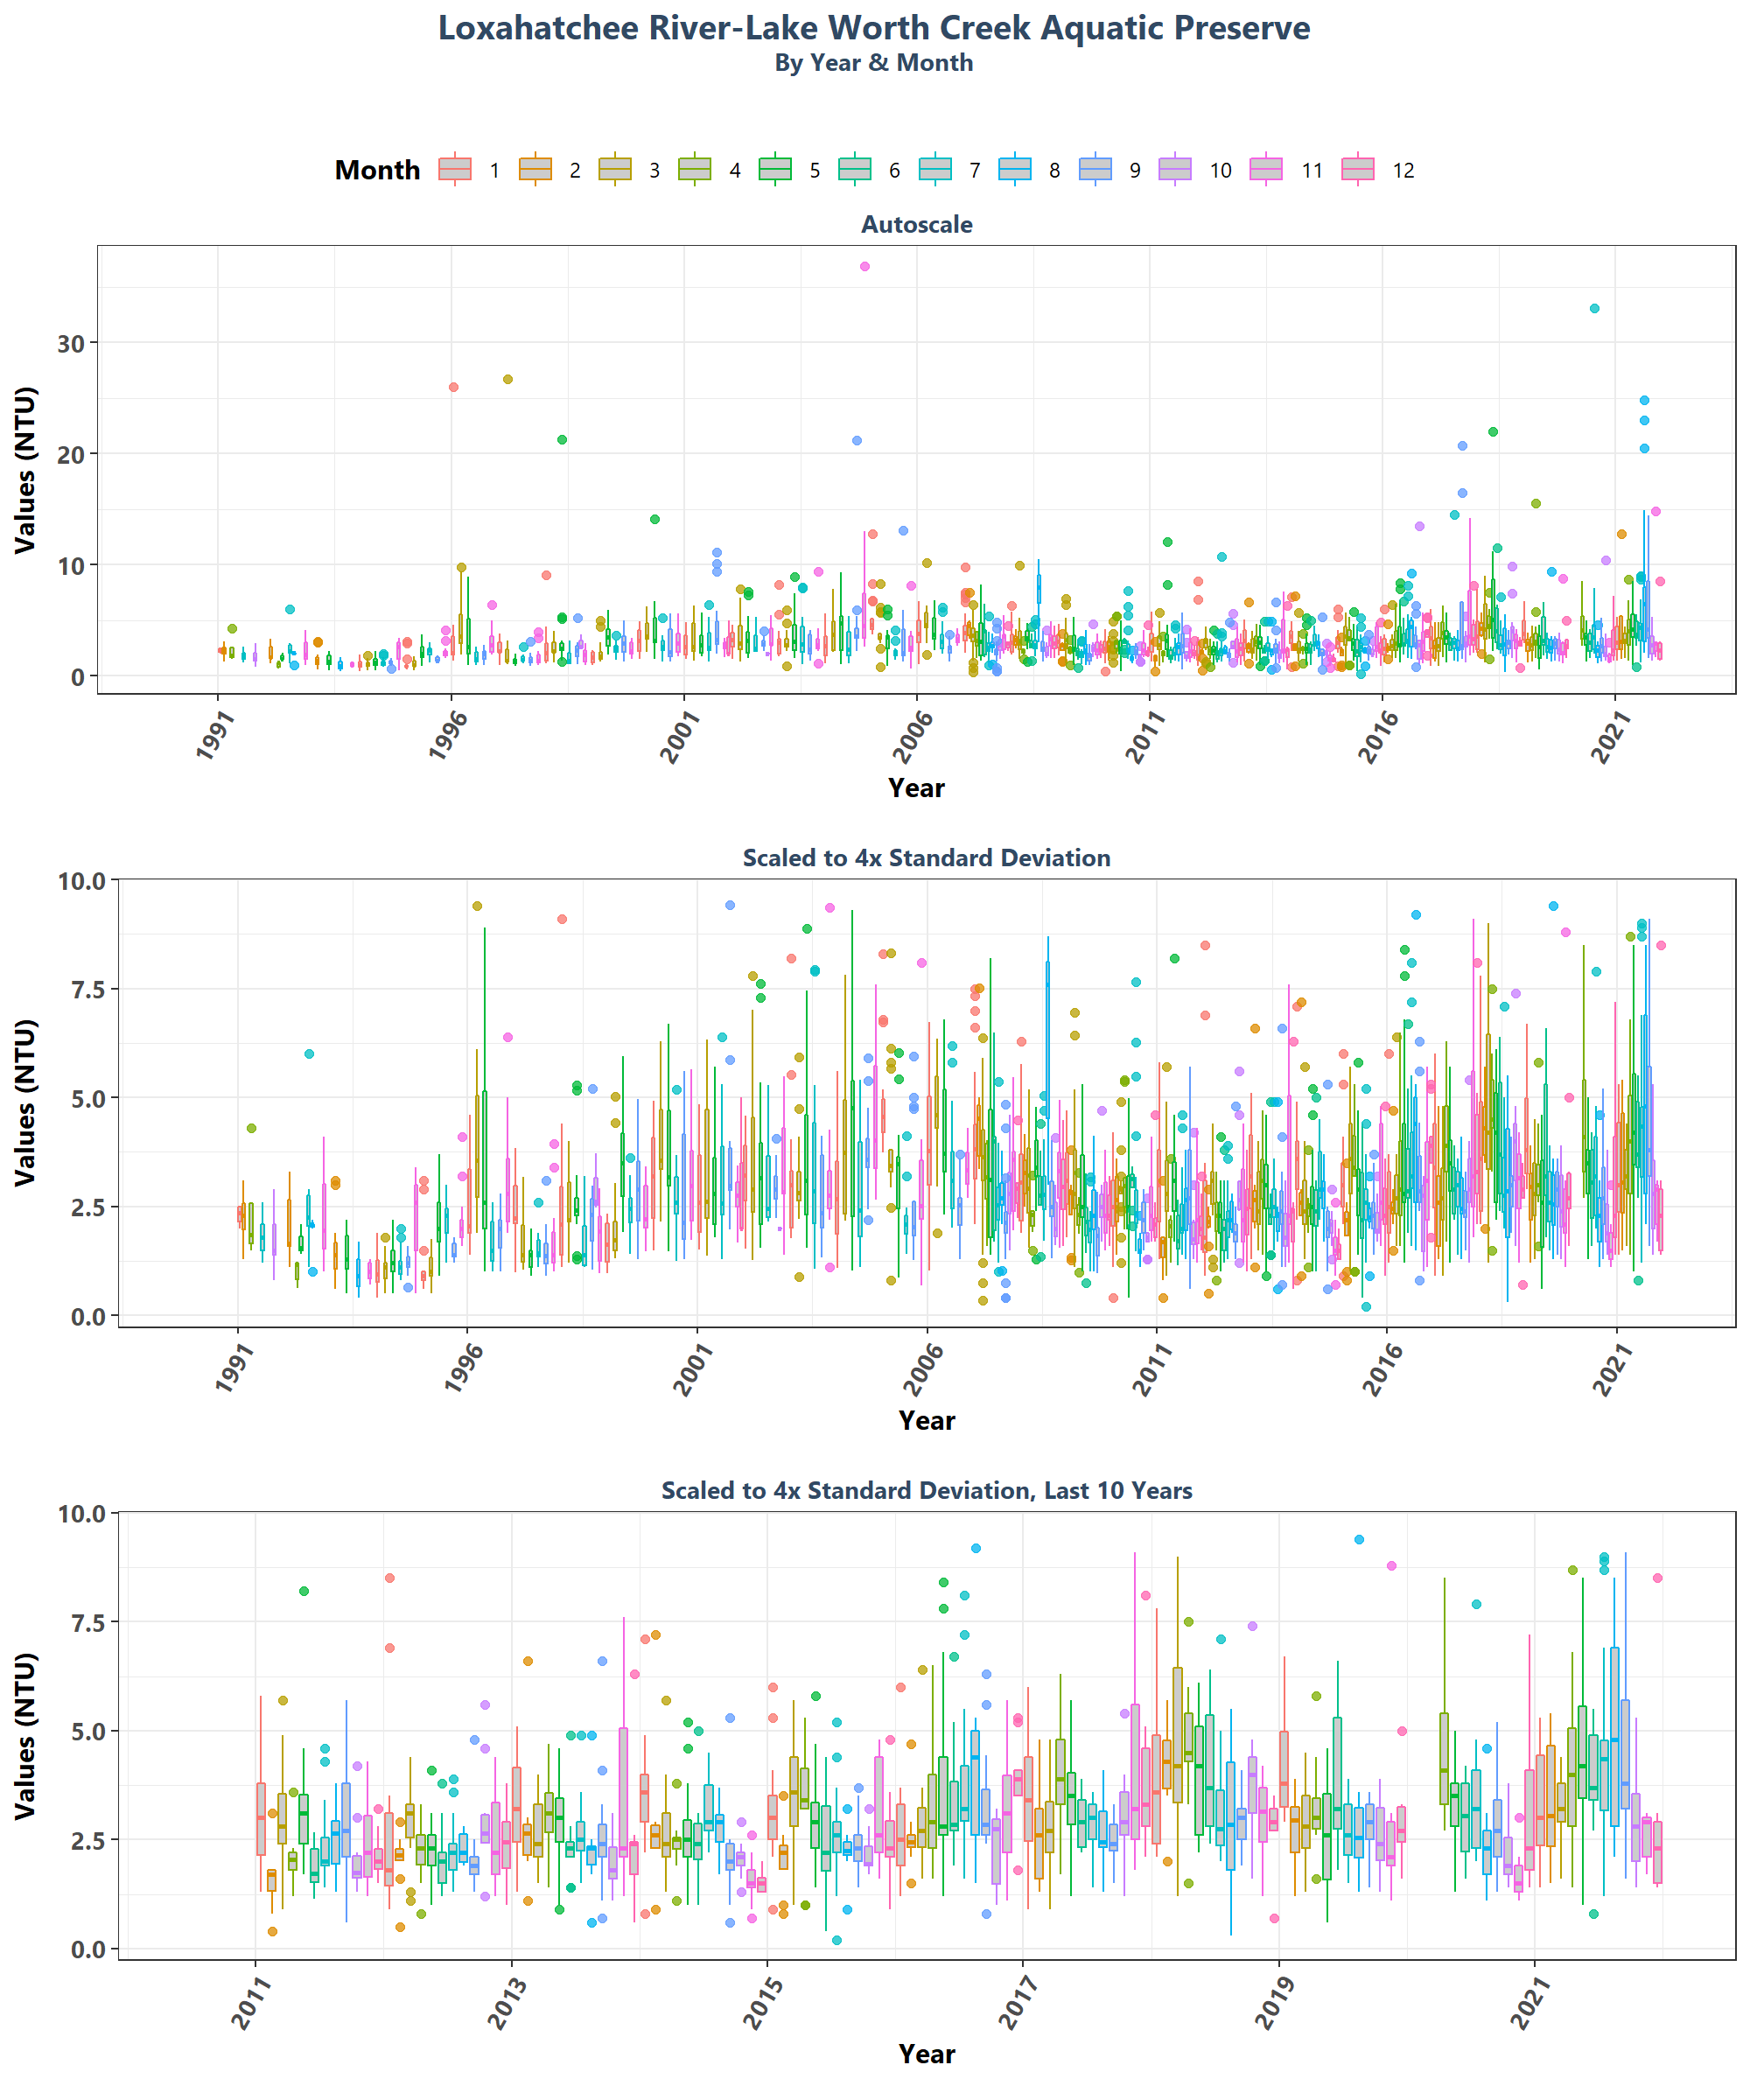 Loxahatchee River-Lake Worth Creek Aquatic Preserve
By Year & Month
Month 1 2 3 4 5 6 7 8 9 10 11 12
Autoscale
Values (NTU)
30
20
10
0
1991 1996 2001 2006 2011 2016 2021
Year
Scaled to 4x Standard Deviation
Values (NTU)
10.0
7.5
5.0
2.5
0.0
1991 1996 2001 2006 2011 2016 2021
Year
Scaled to 4x Standard Deviation, Last 10 Years
Values (NTU)
10.0
7.5
5.0
2.5
0.0
2011 2013 2015 2017 2019 2021
Year